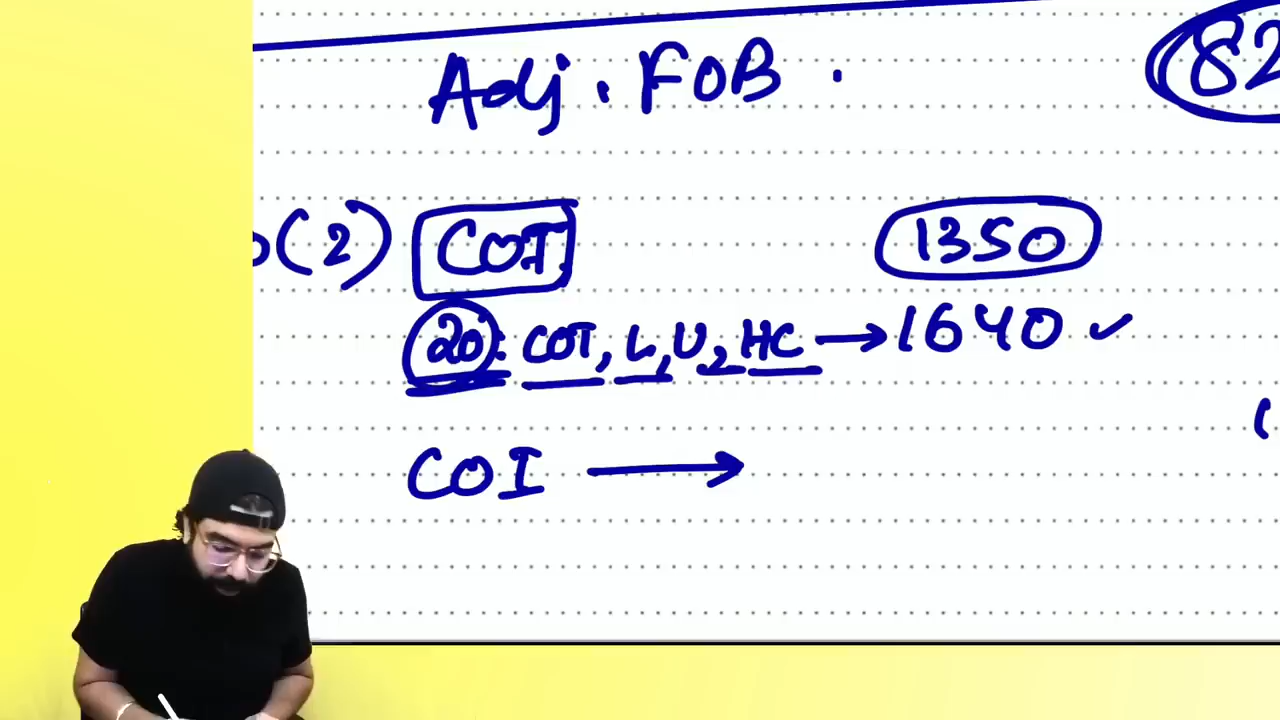 Adj. FOB .
82
(2) COT 1350
20: COT, L, U, HC → 1640 ✓
COI →